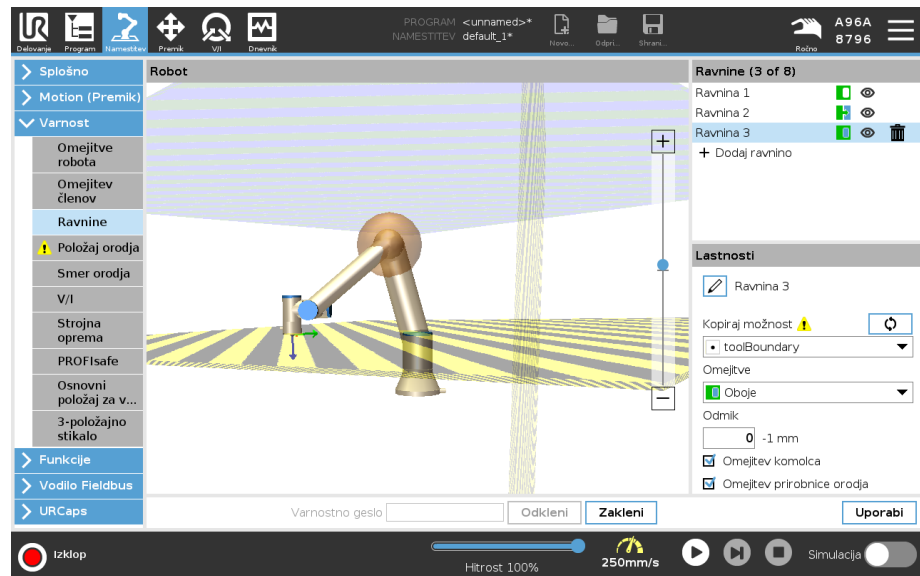 UR
PROGRAM <unnamed>*
NAMESTITEV default_1*
A96A
8796
Delovanje Program Namestitev Premik V/I Dnevnik
Novo... Odpri... Shrani...
Ročno
Splošno
Motion (Premik)
Varnost
Omejitve
robota
Omejitev
členov
Ravnine
Položaj orodja
Smer orodja
V/I
Strojna
oprema
PROFIsafe
Osnovni
položaj za v...
3-položajno
stikalo
Funkcije
Vodilo Fieldbus
URCaps
Robot
Varnostno geslo
Odkleni
Zakleni
Ravnine (3 of 8)
Ravnina 1
Ravnina 2
Ravnina 3
+ Dodaj ravnino
Lastnosti
Ravnina 3
Kopiraj možnost
toolBoundary
Omejitve
Oboje
Odmik
0 -1 mm
Omejitev komolca
Omejitev prirobnice orodja
Uporabi
Izklop
Hitrost 100%
250mm/s
Simulacija